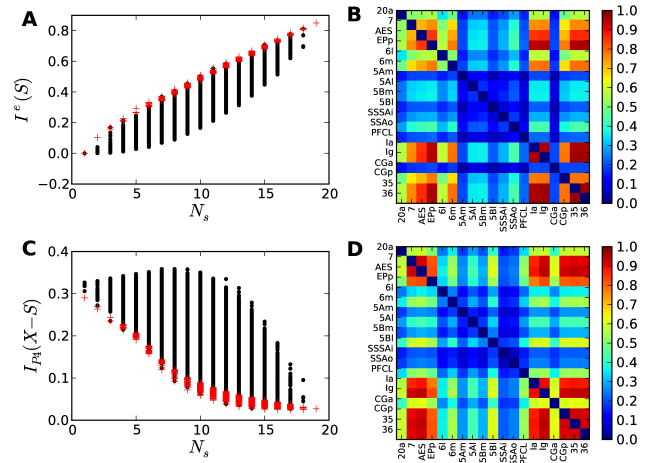 A
I^e(S)
0.8
0.6
0.4
0.2
0.0
−0.2
0 5 10 15 20
N_s
B
20a
7
AES
EPp
6l
6m
5Am
5Al
5Bm
5Bl
SSSAi
SSAo
PFCL
Ia
Ig
CGa
CGp
35
36
20a 7 AES EPp 6l 6m 5Am 5Al 5Bm 5Bl SSSAi SSAo PFCL Ia Ig CGa CGp 35 36
1.0
0.9
0.8
0.7
0.6
0.5
0.4
0.3
0.2
0.1
0.0
C
I_{P4}(X−S)
0.4
0.3
0.2
0.1
0.0
0 5 10 15 20
N_s
D
20a
7
AES
EPp
6l
6m
5Am
5Al
5Bm
5Bl
SSSAi
SSAo
PFCL
Ia
Ig
CGa
CGp
35
36
20a 7 AES EPp 6l 6m 5Am 5Al 5Bm 5Bl SSSAi SSAo PFCL Ia Ig CGa CGp 35 36
1.0
0.9
0.8
0.7
0.6
0.5
0.4
0.3
0.2
0.1
0.0